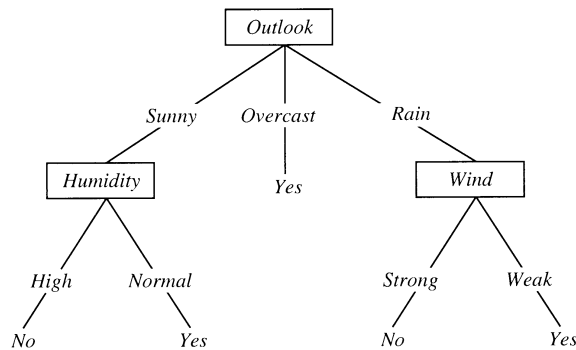 Outlook
Sunny Overcast Rain
Humidity Yes Wind
High Normal Strong Weak
No Yes No Yes